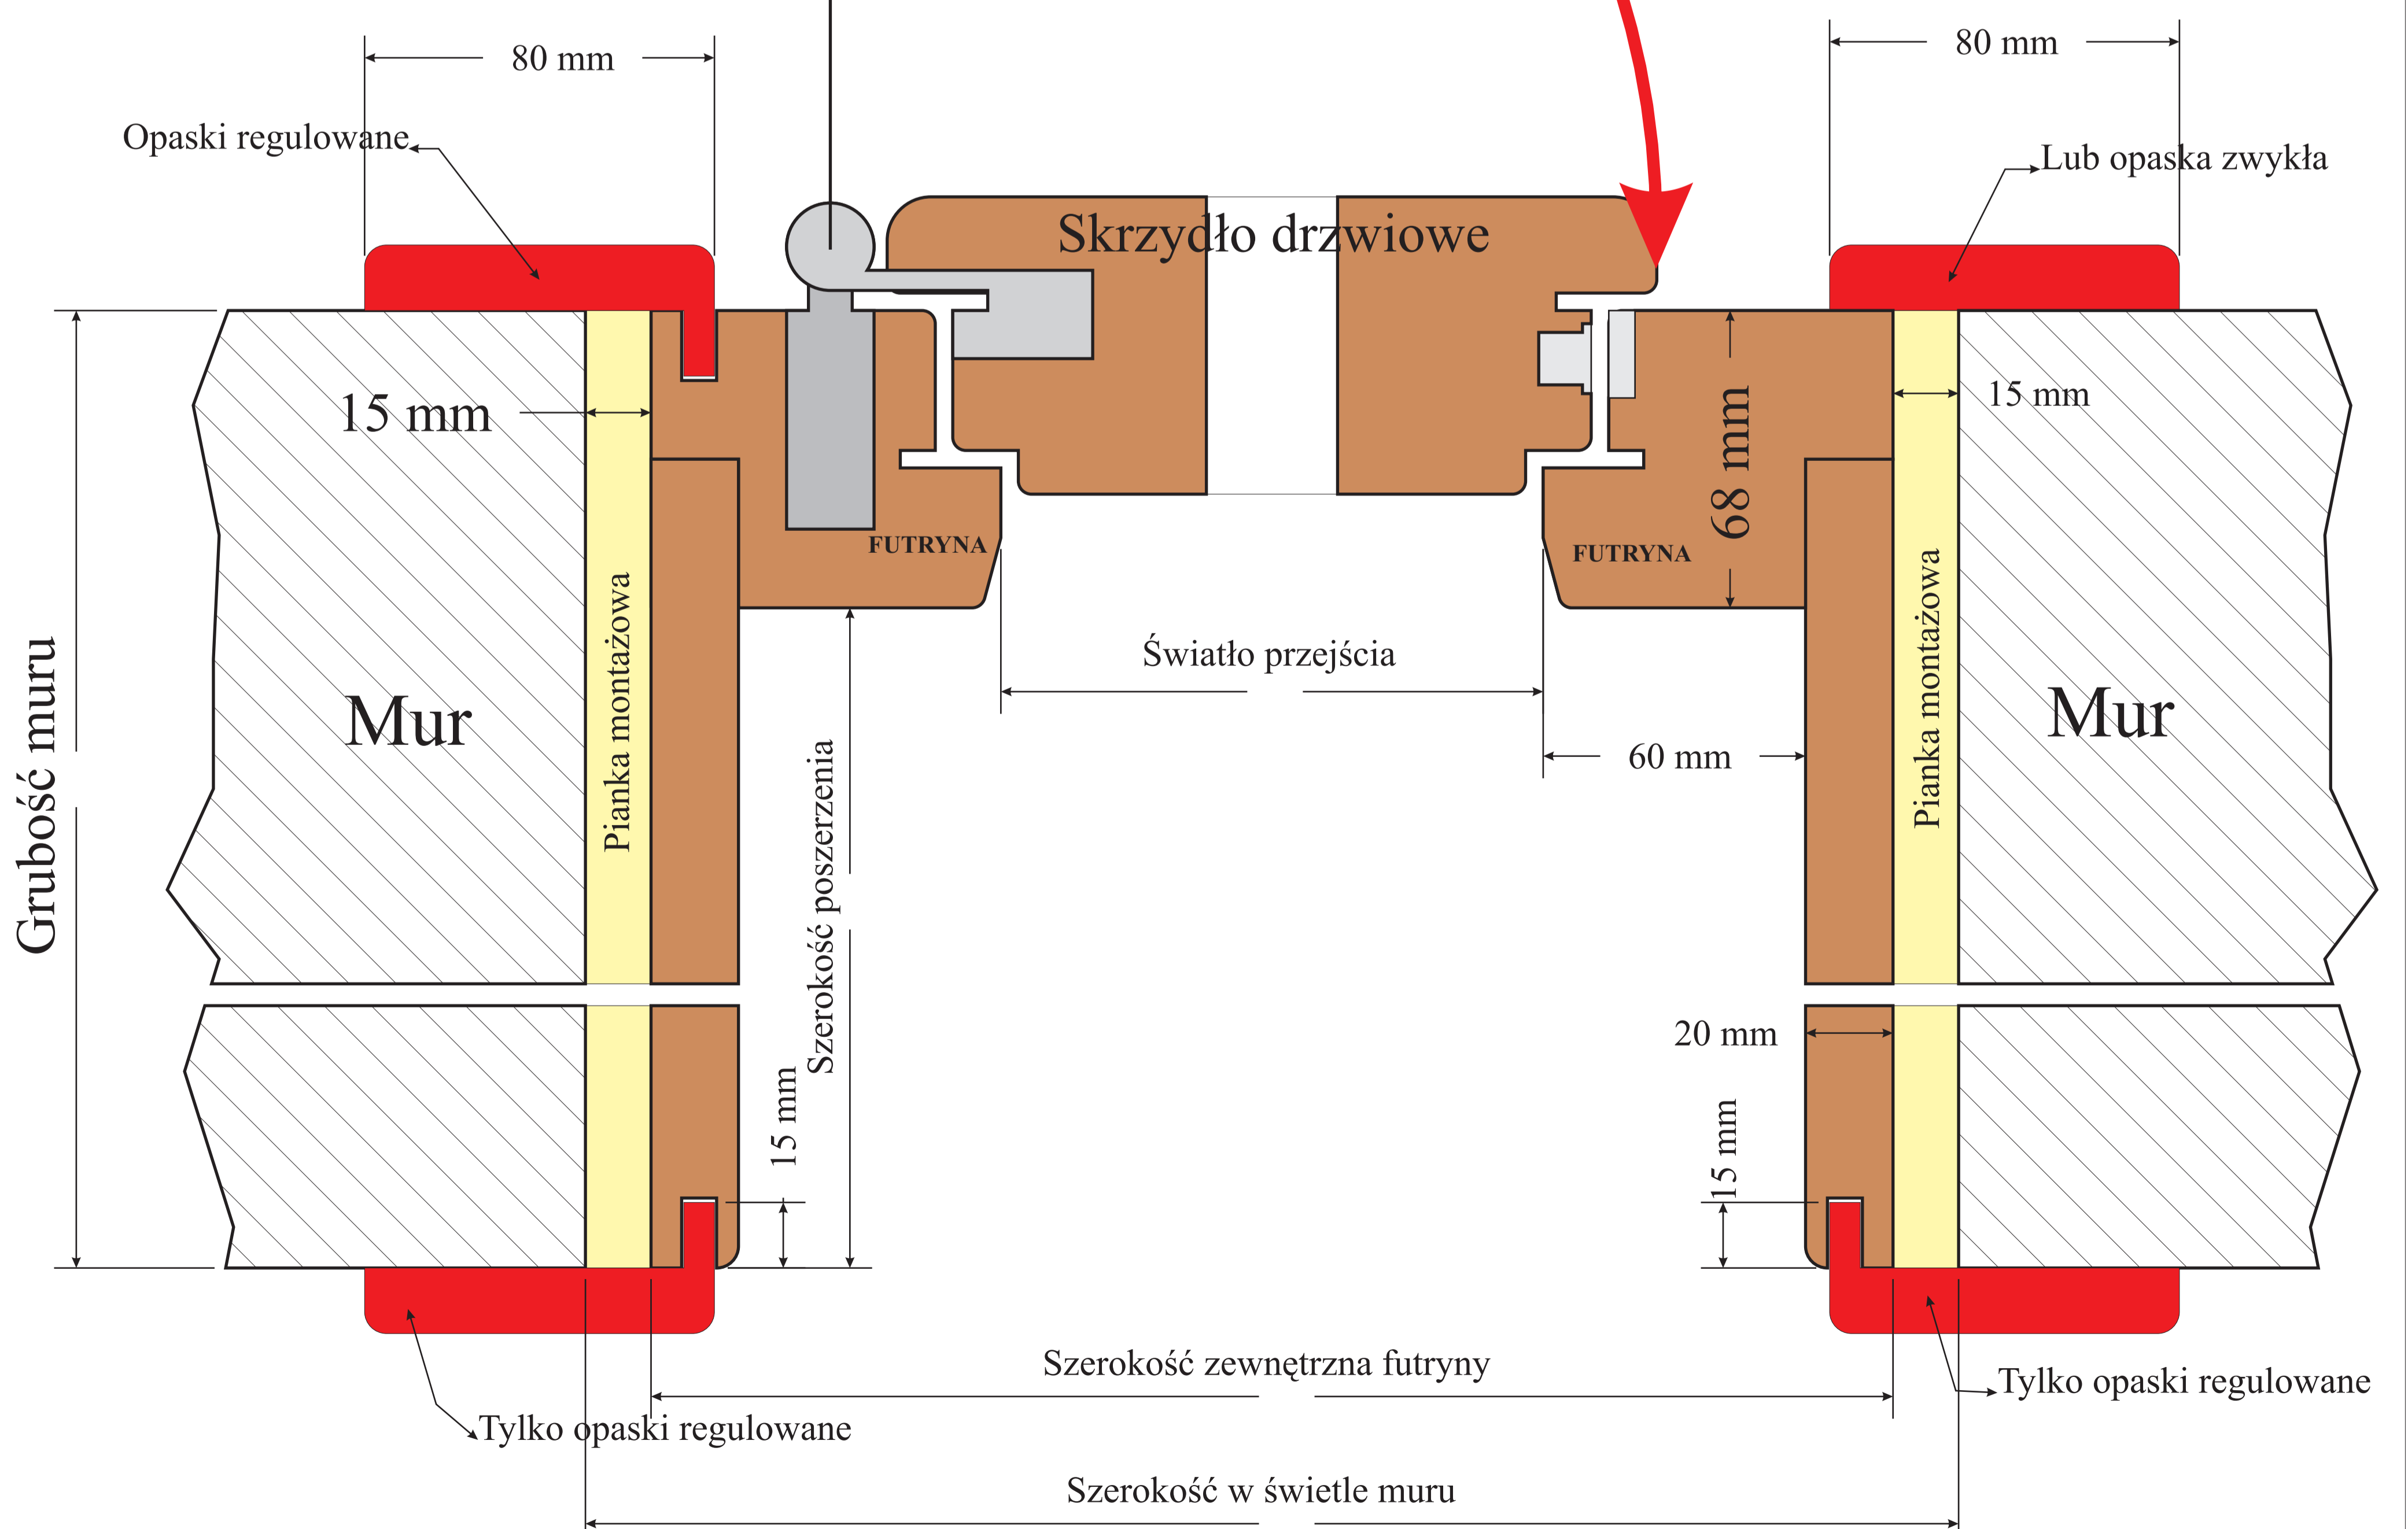 80 mm
80 mm
Opaski regulowane
Lub opaska zwykła
Skrzydło drzwiowe
15 mm
68 mm
15 mm
FUTRYNA
FUTRYNA
Grubość muru
Mur
Pianka montażowa
Światło przejścia
Pianka montażowa
Mur
60 mm
Szerokość poszerzenia
20 mm
15 mm
15 mm
Szerokość zewnętrzna futryny
Tylko opaski regulowane
Tylko opaski regulowane
Szerokość w świetle muru